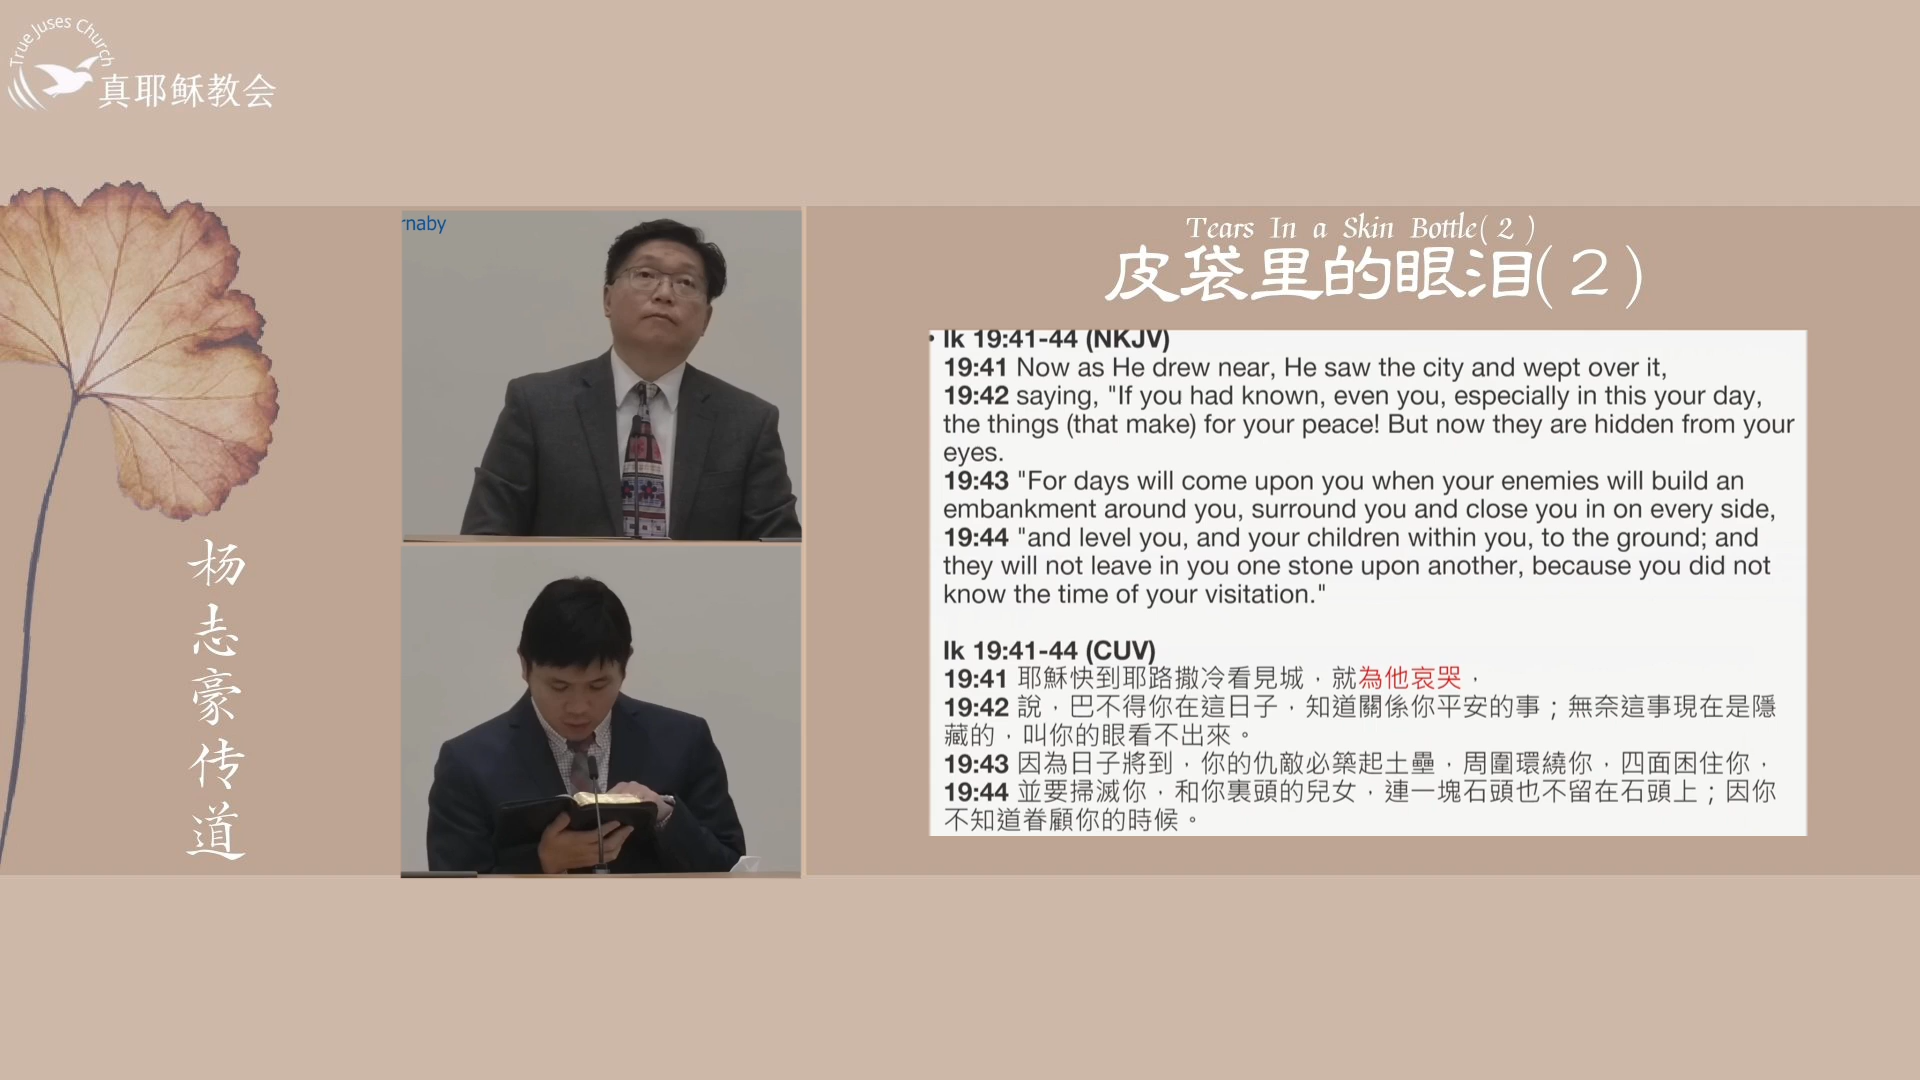 True Juses Church
真耶稣教会
rnaby
Tears In a Skin Bottle(2)
皮袋里的眼泪(2)
• lk 19:41-44 (NKJV)
19:41 Now as He drew near, He saw the city and wept over it,
19:42 saying, "If you had known, even you, especially in this your day,
the things (that make) for your peace! But now they are hidden from your
eyes.
19:43 "For days will come upon you when your enemies will build an
embankment around you, surround you and close you in on every side,
19:44 "and level you, and your children within you, to the ground; and
they will not leave in you one stone upon another, because you did not
know the time of your visitation."
lk 19:41-44 (CUV)
19:41 耶穌快到耶路撒冷看見城，就為他哀哭，
19:42 說，巴不得你在這日子，知道關係你平安的事；無奈這事現在是隱
藏的，叫你的眼看不出來。
19:43 因為日子將到，你的仇敵必築起土壘，周圍環繞你，四面困住你，
19:44 並要掃滅你，和你裏頭的兒女，連一塊石頭也不留在石頭上；因你
不知道眷顧你的時候。
杨志豪传道